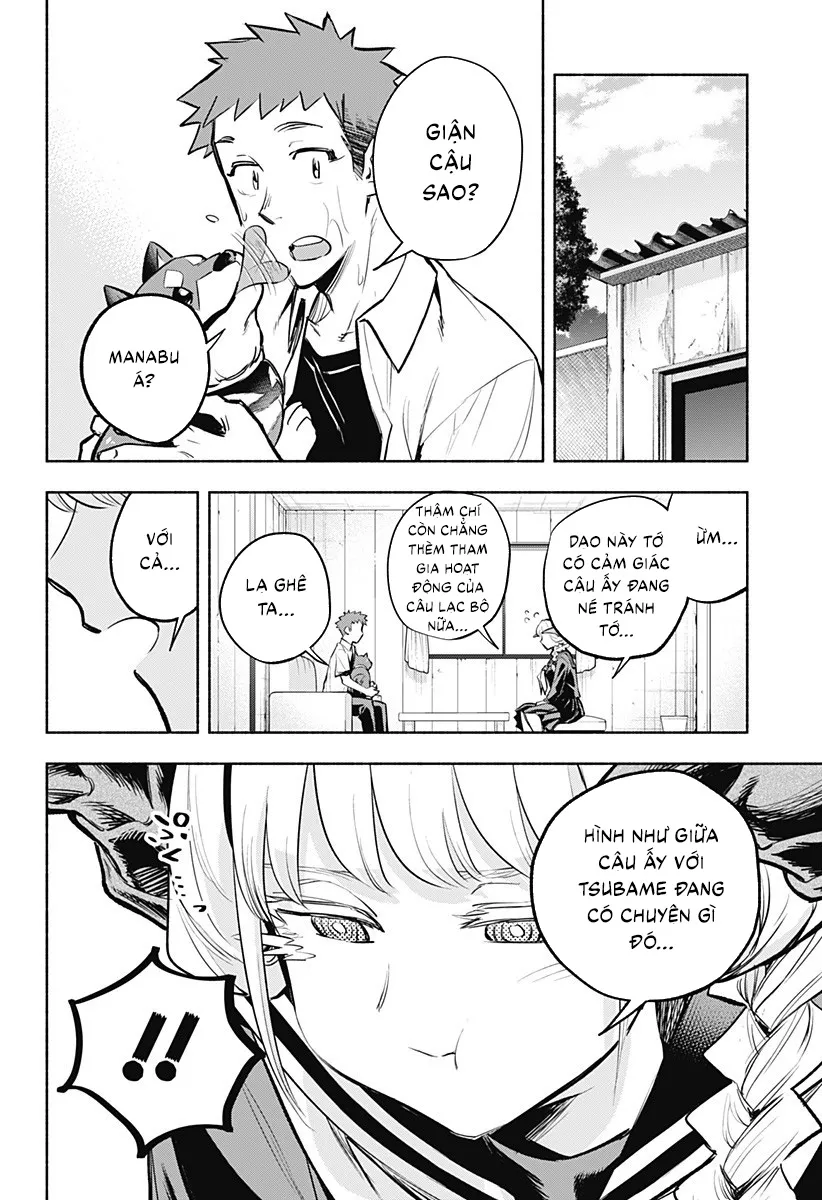 GIẬN
CẬU
SAO?
MANABU
Á?
ỪM...
DẠO NÀY TỚ
CÓ CẢM GIÁC
CẬU ẤY ĐANG
NÉ TRÁNH
TỚ...
THẬM CHÍ
CÒN CHẲNG
THÈM THAM
GIA HOẠT
ĐỘNG CỦA
CÂU LẠC BỘ
NỮA...
LẠ GHÊ
TA...
VỚI
CẢ...
HÌNH NHƯ GIỮA
CẬU ẤY VỚI
TSUBAME ĐANG
CÓ CHUYỆN GÌ
ĐÓ...
!!